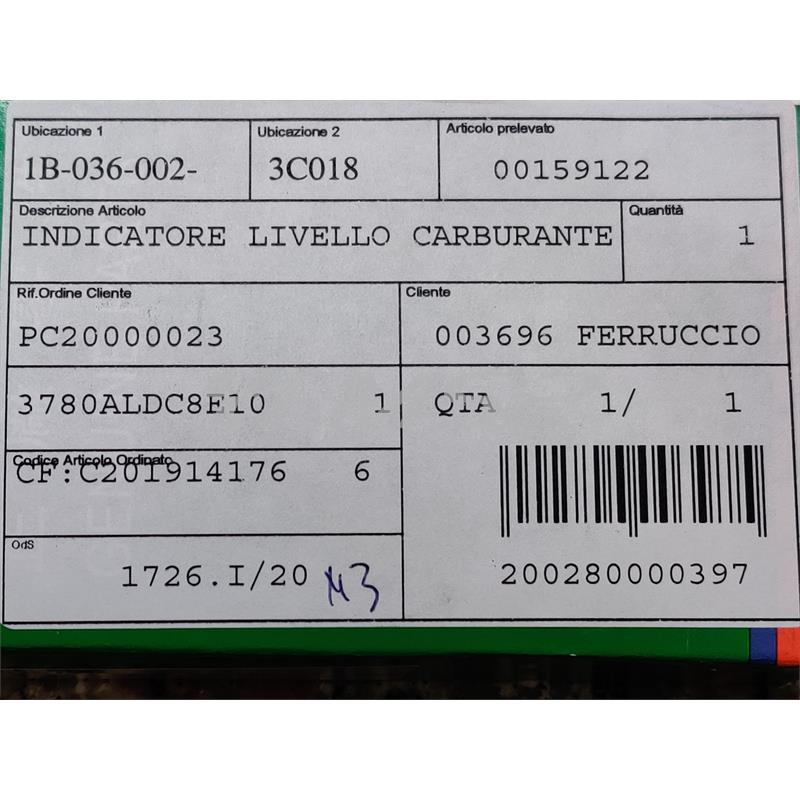 Ubicazione 1
1B-036-002-
Ubicazione 2
3C018
Articolo prelevato
00159122
Descrizione Articolo
INDICATORE LIVELLO CARBURANTE
Quantità
1
Rif.Ordine Cliente
PC20000023
Cliente
003696 FERRUCCIO
3780ALDC8E10 1
QTA 1/ 1
Codice Articolo Ordinato
CF:C201914176 6
OdS
1726.I/20 M3
200280000397